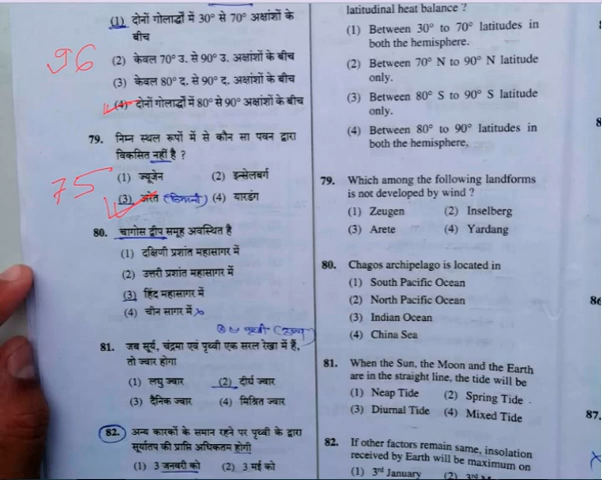 (1) दोनों गोलार्द्धों में 30° से 70° अक्षांशों के
बीच
(2) केवल 70° उ. से 90° उ. अक्षांशों के बीच
(3) केवल 80° द. से 90° द. अक्षांशों के बीच
(4) दोनों गोलार्द्धों में 80° से 90° अक्षांशों के बीच
96
79. निम्न स्थल रूपों में से कौन सा पवन द्वारा
विकसित नहीं है ?
(1) ज्यूजेन (2) इन्सेलबर्ग
(3) अरेत (हिमानी) (4) यारडंग
75
80. चागोस द्वीप समूह अवस्थित है
(1) दक्षिणी प्रशांत महासागर में
(2) उत्तरी प्रशांत महासागर में
(3) हिंद महासागर में
(4) चीन सागर में
पृथ्वी
81. जब सूर्य, चंद्रमा एवं पृथ्वी एक सरल रेखा में हैं,
तो ज्वार होगा
(1) लघु ज्वार (2) दीर्घ ज्वार
(3) दैनिक ज्वार (4) मिश्रित ज्वार
82. अन्य कारकों के समान रहने पर पृथ्वी के द्वारा
सूर्यातप की प्राप्ति अधिकतम होगी
(1) 3 जनवरी को (2) 3 मई को
latitudinal heat balance ?
(1) Between 30° to 70° latitudes in
both the hemisphere.
(2) Between 70° N to 90° N latitude
only.
(3) Between 80° S to 90° S latitude
only.
(4) Between 80° to 90° latitudes in
both the hemisphere.
79. Which among the following landforms
is not developed by wind ?
(1) Zeugen (2) Inselberg
(3) Arete (4) Yardang
80. Chagos archipelago is located in
(1) South Pacific Ocean
(2) North Pacific Ocean
(3) Indian Ocean
(4) China Sea
81. When the Sun, the Moon and the Earth
are in the straight line, the tide will be
(1) Neap Tide (2) Spring Tide
(3) Diurnal Tide (4) Mixed Tide
82. If other factors remain same, insolation
received by Earth will be maximum on
(1) 3rd January (2) 3rd
8
86
87.